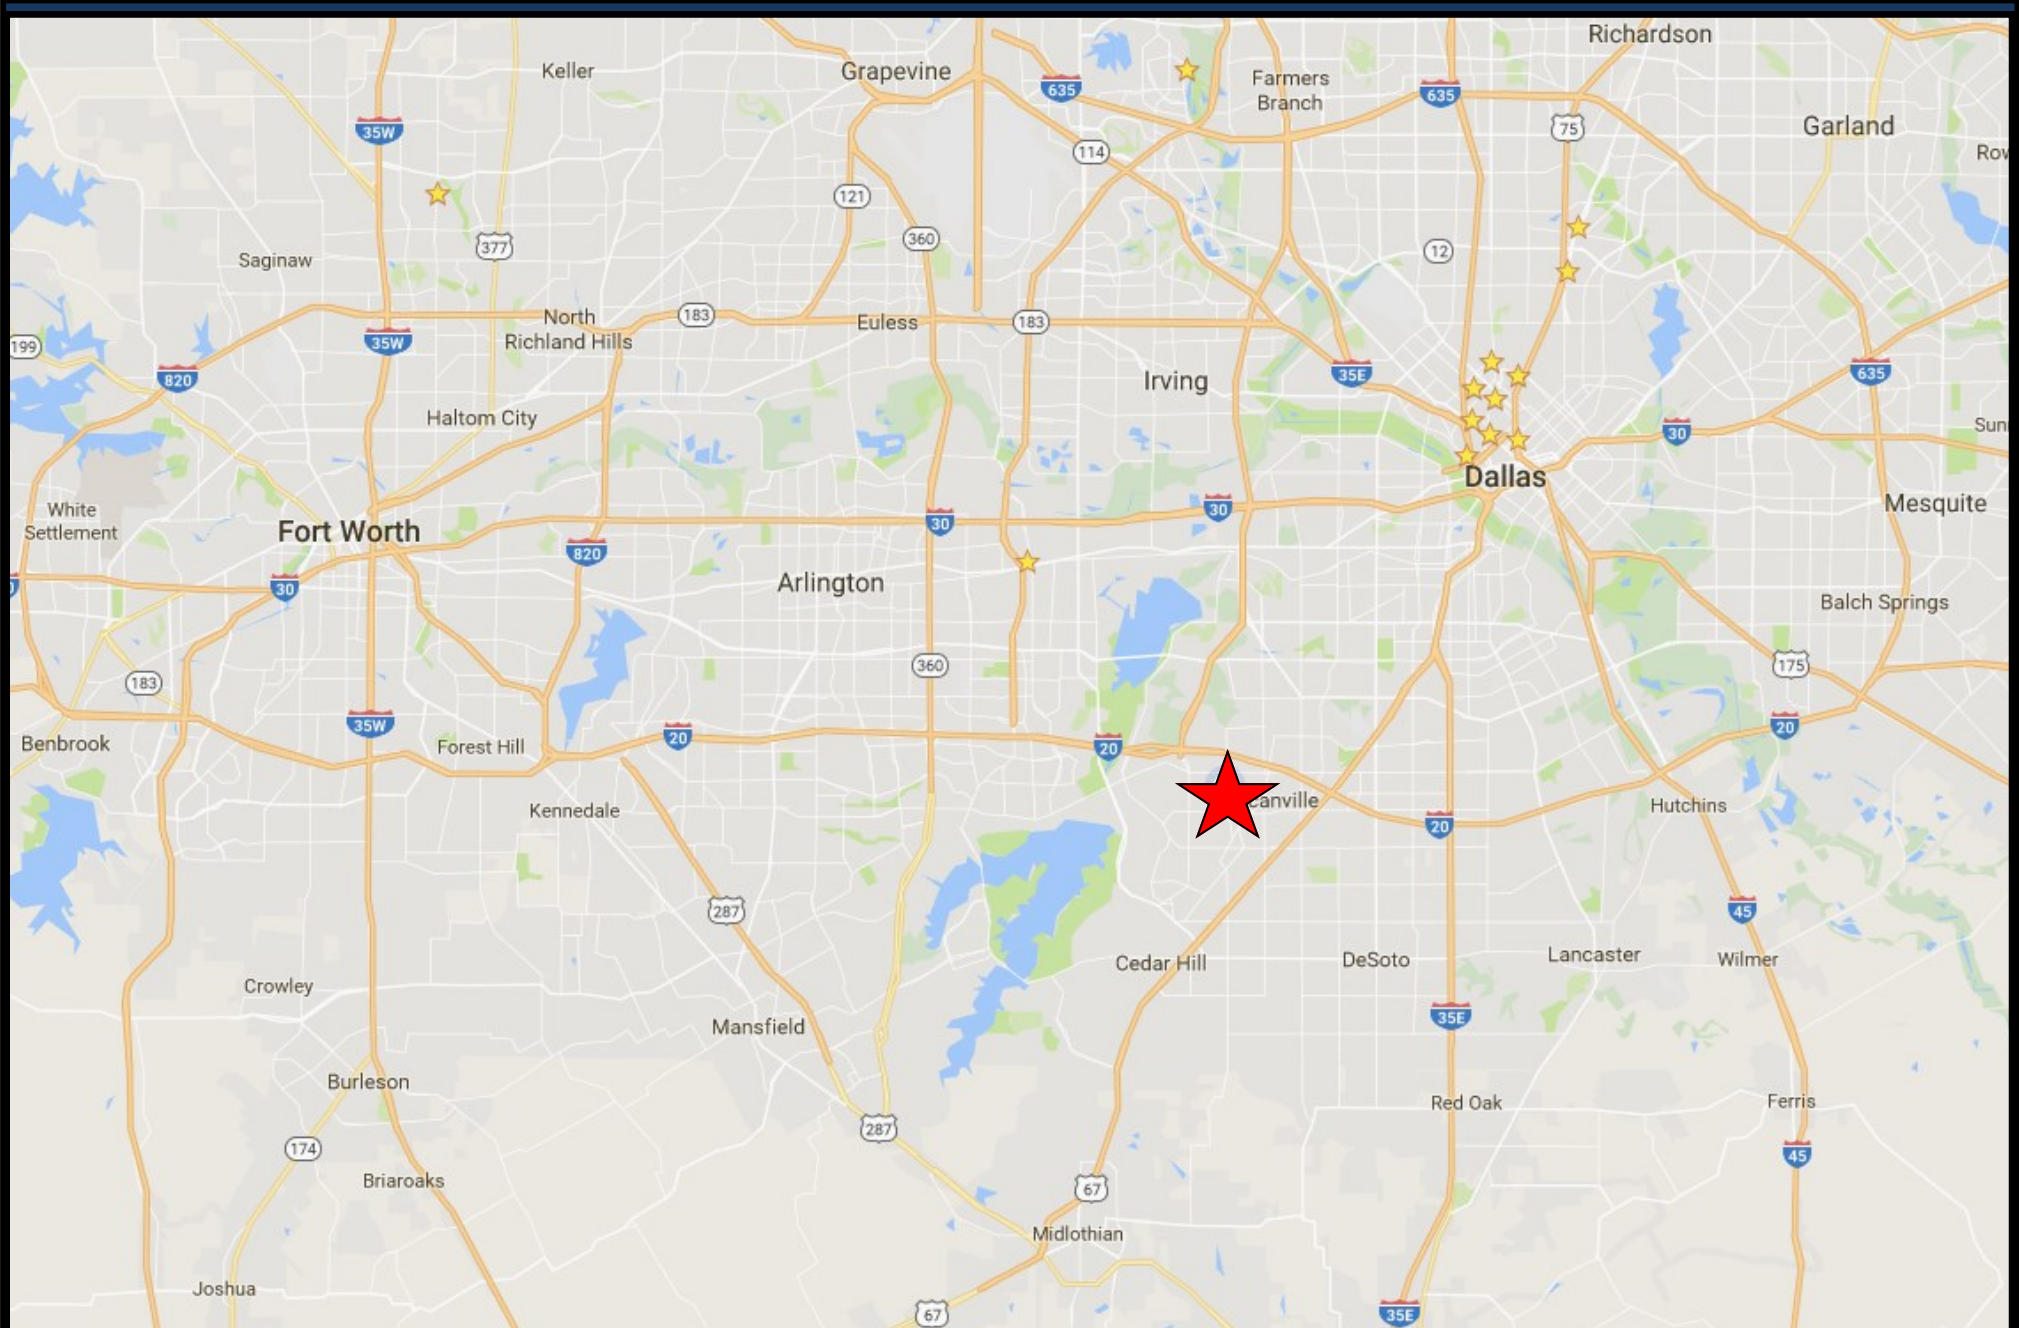 Richardson
Keller
Grapevine
Farmers
Branch
635
635
35W
75
Garland
114
Row
121
377
360
12
Saginaw
199
North
Richland Hills
183
Euless
183
35W
820
Irving
35E
635
Haltom City
30
Sun
Dallas
White
Settlement
Fort Worth
30
30
Mesquite
820
Arlington
30
Balch Springs
360
175
183
35W
Benbrook
Forest Hill
20
20
20
Kennedale
canville
20
Hutchins
287
45
Cedar Hill
DeSoto
Lancaster
Wilmer
Crowley
Mansfield
35E
Burleson
Red Oak
Ferris
287
174
45
Briaroaks
67
Midlothian
Joshua
67
35E